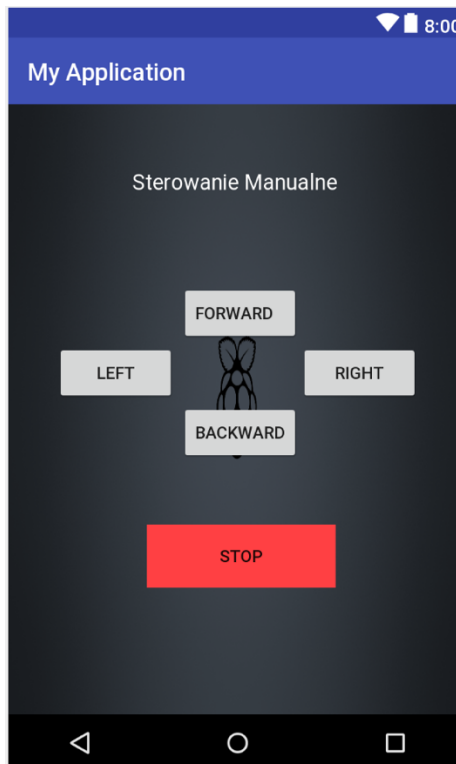 8:00
My Application
Sterowanie Manualne
FORWARD
LEFT
RIGHT
BACKWARD
STOP